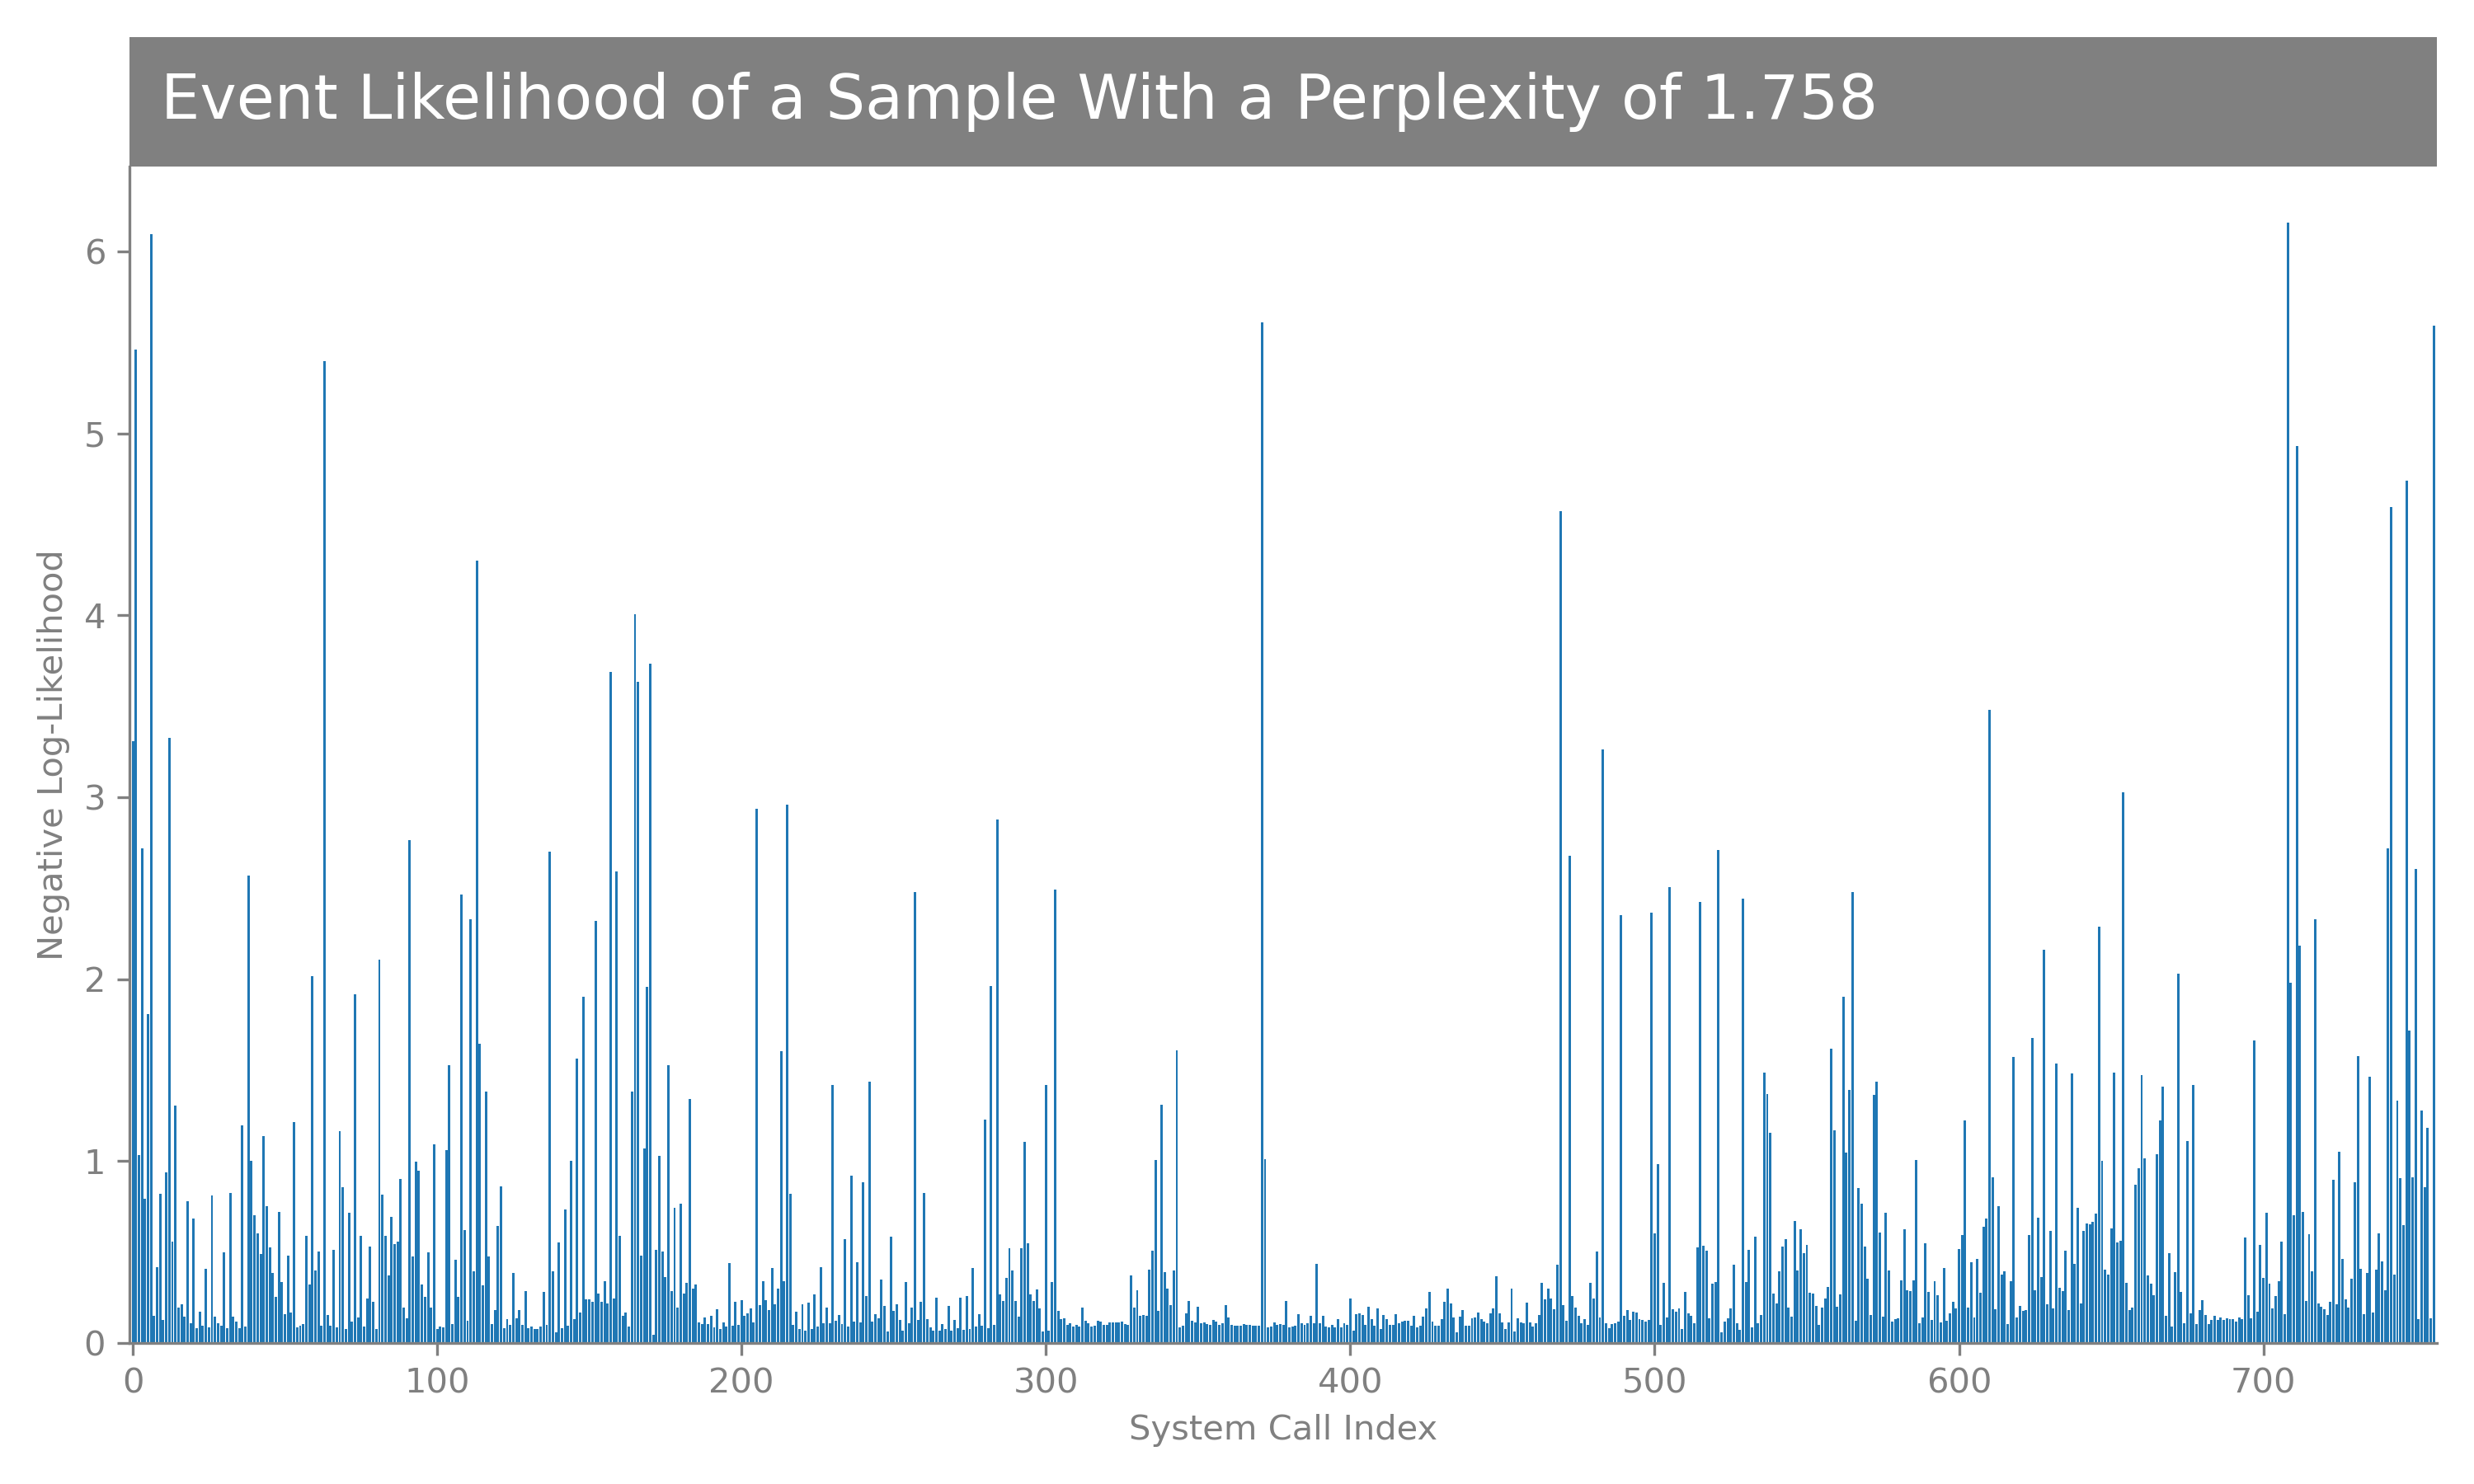 Event Likelihood of a Sample With a Perplexity of 1.758
Negative Log-Likelihood
6
5
4
3
2
1
0
0 100 200 300 400 500 600 700
System Call Index